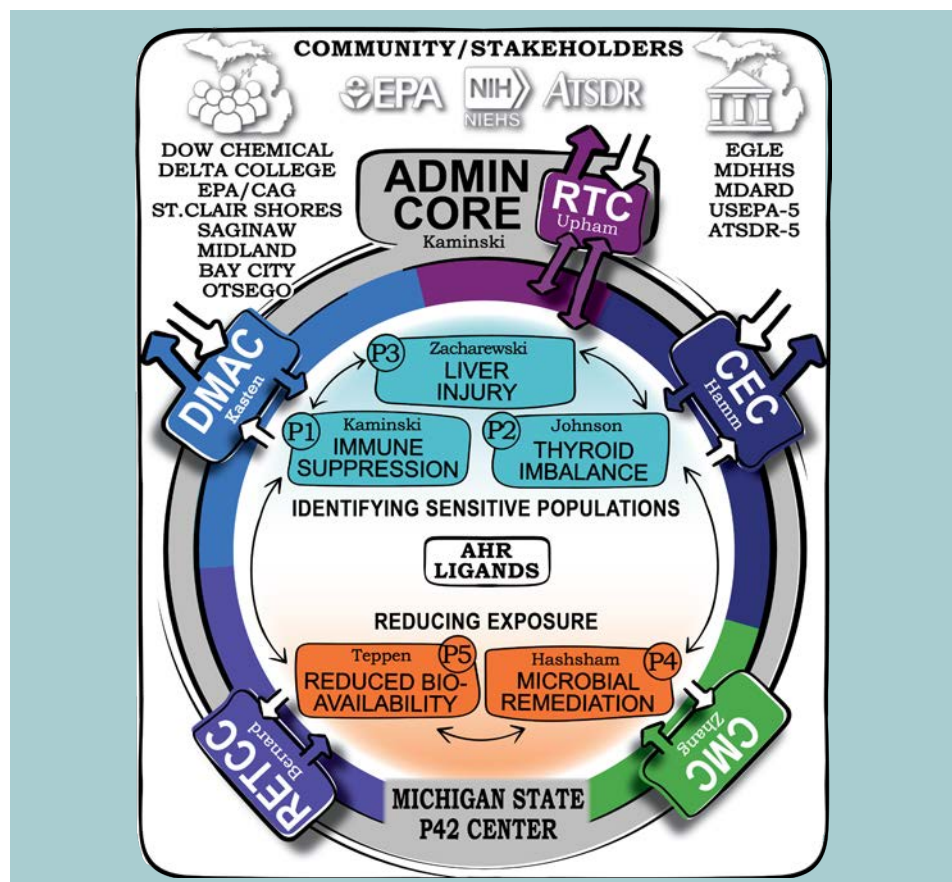 COMMUNITY/STAKEHOLDERS
EPA
NIH
NIEHS
ATSDR
DOW CHEMICAL
DELTA COLLEGE
EPA/CAG
ST.CLAIR SHORES
SAGINAW
MIDLAND
BAY CITY
OTSEGO
EGLE
MDHHS
MDARD
USEPA-5
ATSDR-5
ADMIN
CORE
Kaminski
RTC
Upham
DMAC
Kasten
CEC
Hamm
P3
Zacharewski
LIVER
INJURY
P1
Kaminski
IMMUNE
SUPPRESSION
P2
Johnson
THYROID
IMBALANCE
IDENTIFYING SENSITIVE POPULATIONS
AHR
LIGANDS
REDUCING EXPOSURE
Teppen
P5
REDUCED BIO-
AVAILABILITY
Hashsham
P4
MICROBIAL
REMEDIATION
RETCC
Bernard
CMC
Zhang
MICHIGAN STATE
P42 CENTER